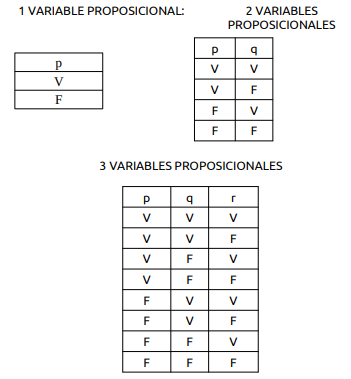 1 VARIABLE PROPOSICIONAL:
p
V
F
2 VARIABLES
PROPOSICIONALES
p q
V V
V F
F V
F F
3 VARIABLES PROPOSICIONALES
p q r
V V V
V V F
V F V
V F F
F V V
F V F
F F V
F F F